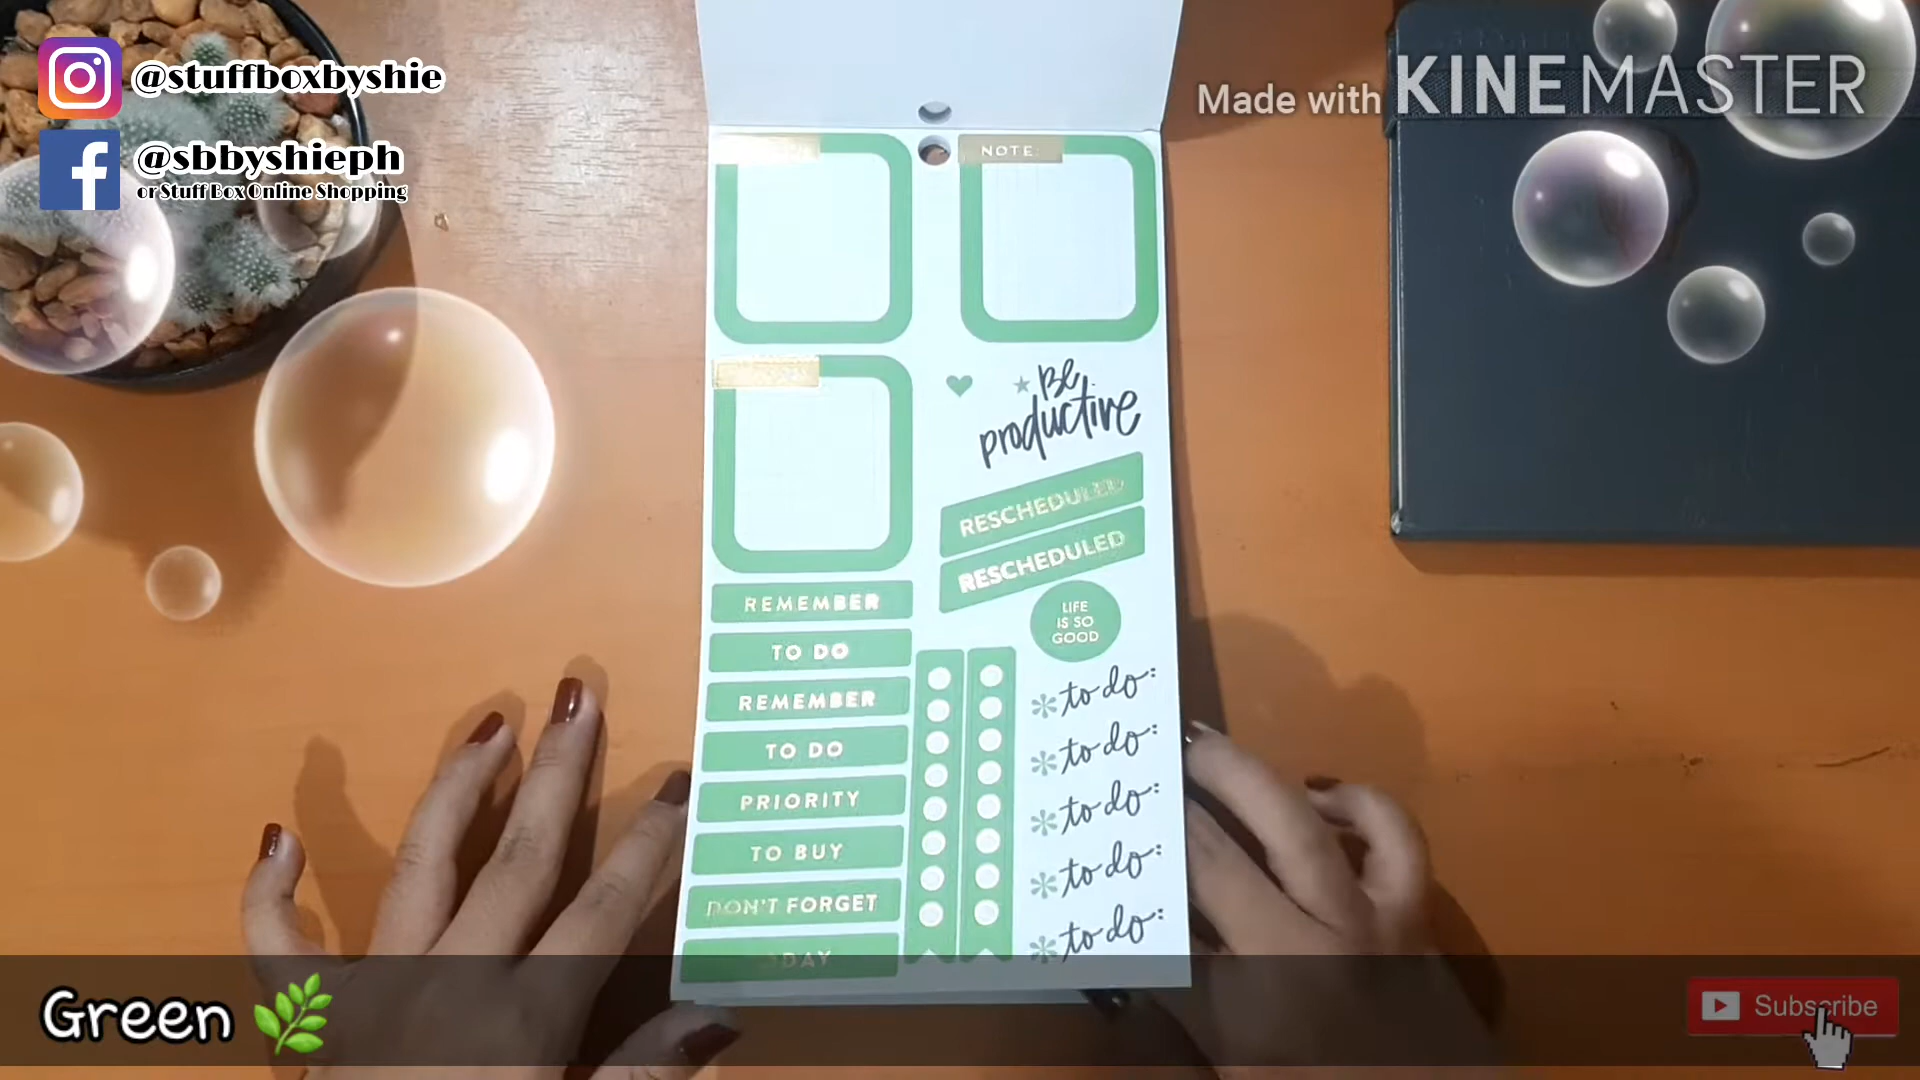 @stuffboxbyshie
@sbbyshieph
or Stuff Box Online Shopping
Made with KINEMASTER
NOTE
Be
productive
RESCHEDULED
RESCHEDULED
LIFE
IS SO
GOOD
REMEMBER
TO DO
REMEMBER
TO DO
PRIORITY
TO BUY
DON'T FORGET
*to do:
*to do:
*to do:
*to do:
*to do:
Green
Subscribe